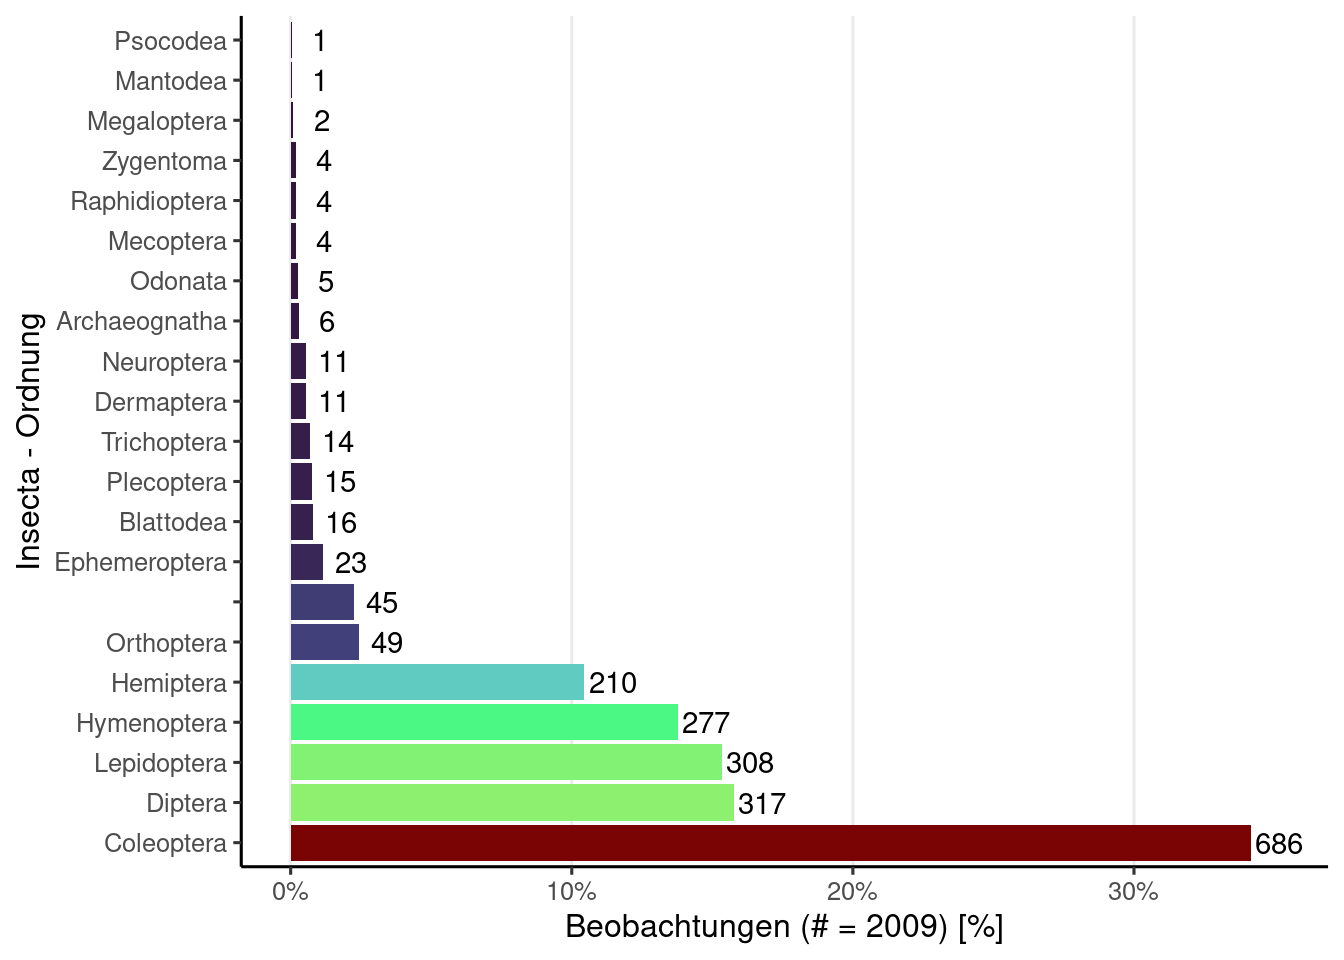 Insecta - Ordnung
Psocodea 1
Mantodea 1
Megaloptera 2
Zygentoma 4
Raphidioptera 4
Mecoptera 4
Odonata 5
Archaeognatha 6
Neuroptera 11
Dermaptera 11
Trichoptera 14
Plecoptera 15
Blattodea 16
Ephemeroptera 23
45
Orthoptera 49
Hemiptera 210
Hymenoptera 277
Lepidoptera 308
Diptera 317
Coleoptera 686
0% 10% 20% 30%
Beobachtungen (# = 2009) [%]